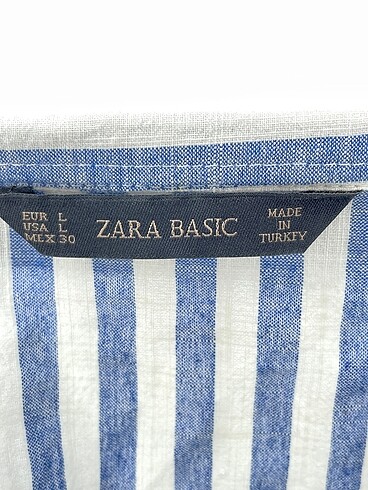 EUR L
USA L
MEX 30
ZARA BASIC
MADE
IN
TURKEY